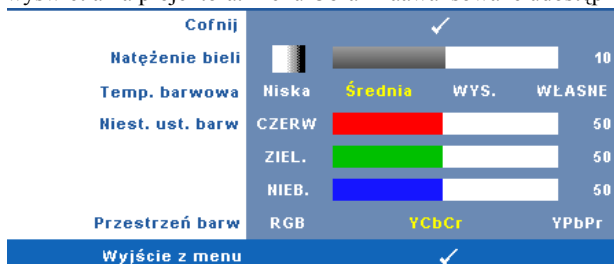 Cofnij
Natężenie bieli 10
Temp. barwowa Niska Średnia WYS. WŁASNE
Niest. ust. barw CZERW 50
ZIEL. 50
NIEB. 50
Przestrzeń barw RGB YCbCr YPbPr
Wyjście z menu